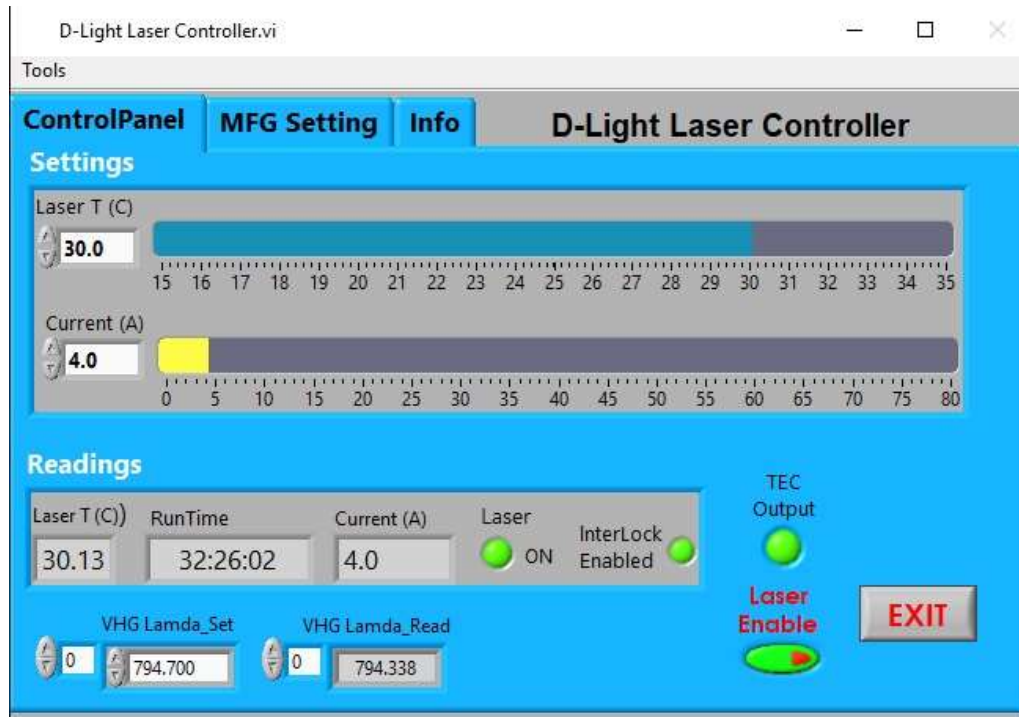 D-Light Laser Controller.vi
Tools
ControlPanel MFG Setting Info D-Light Laser Controller
Settings
Laser T (C)
30.0
15 16 17 18 19 20 21 22 23 24 25 26 27 28 29 30 31 32 33 34 35
Current (A)
4.0
0 5 10 15 20 25 30 35 40 45 50 55 60 65 70 75 80
Readings
TEC
Output
Laser T (C)) RunTime Current (A) Laser InterLock
30.13 32:26:02 4.0 ON Enabled
Laser
Enable
EXIT
VHG Lamda_Set VHG Lamda_Read
0 794.700 0 794.338